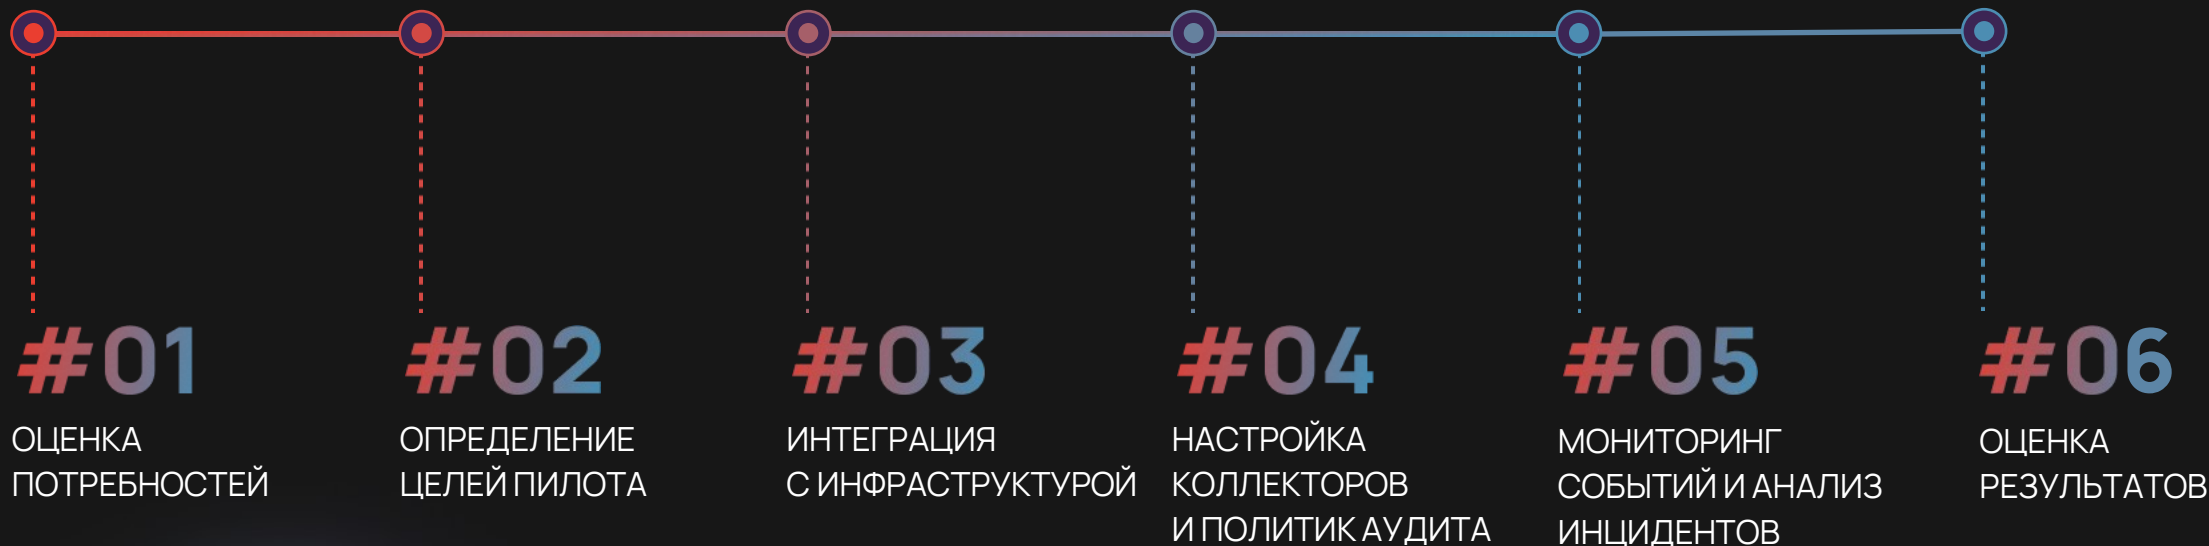 #01
ОЦЕНКА
ПОТРЕБНОСТЕЙ
#02
ОПРЕДЕЛЕНИЕ
ЦЕЛЕЙ ПИЛОТА
#03
ИНТЕГРАЦИЯ
С ИНФРАСТРУКТУРОЙ
#04
НАСТРОЙКА
КОЛЛЕКТОРОВ
И ПОЛИТИК АУДИТА
#05
МОНИТОРИНГ
СОБЫТИЙ И АНАЛИЗ
ИНЦИДЕНТОВ
#06
ОЦЕНКА
РЕЗУЛЬТАТОВ